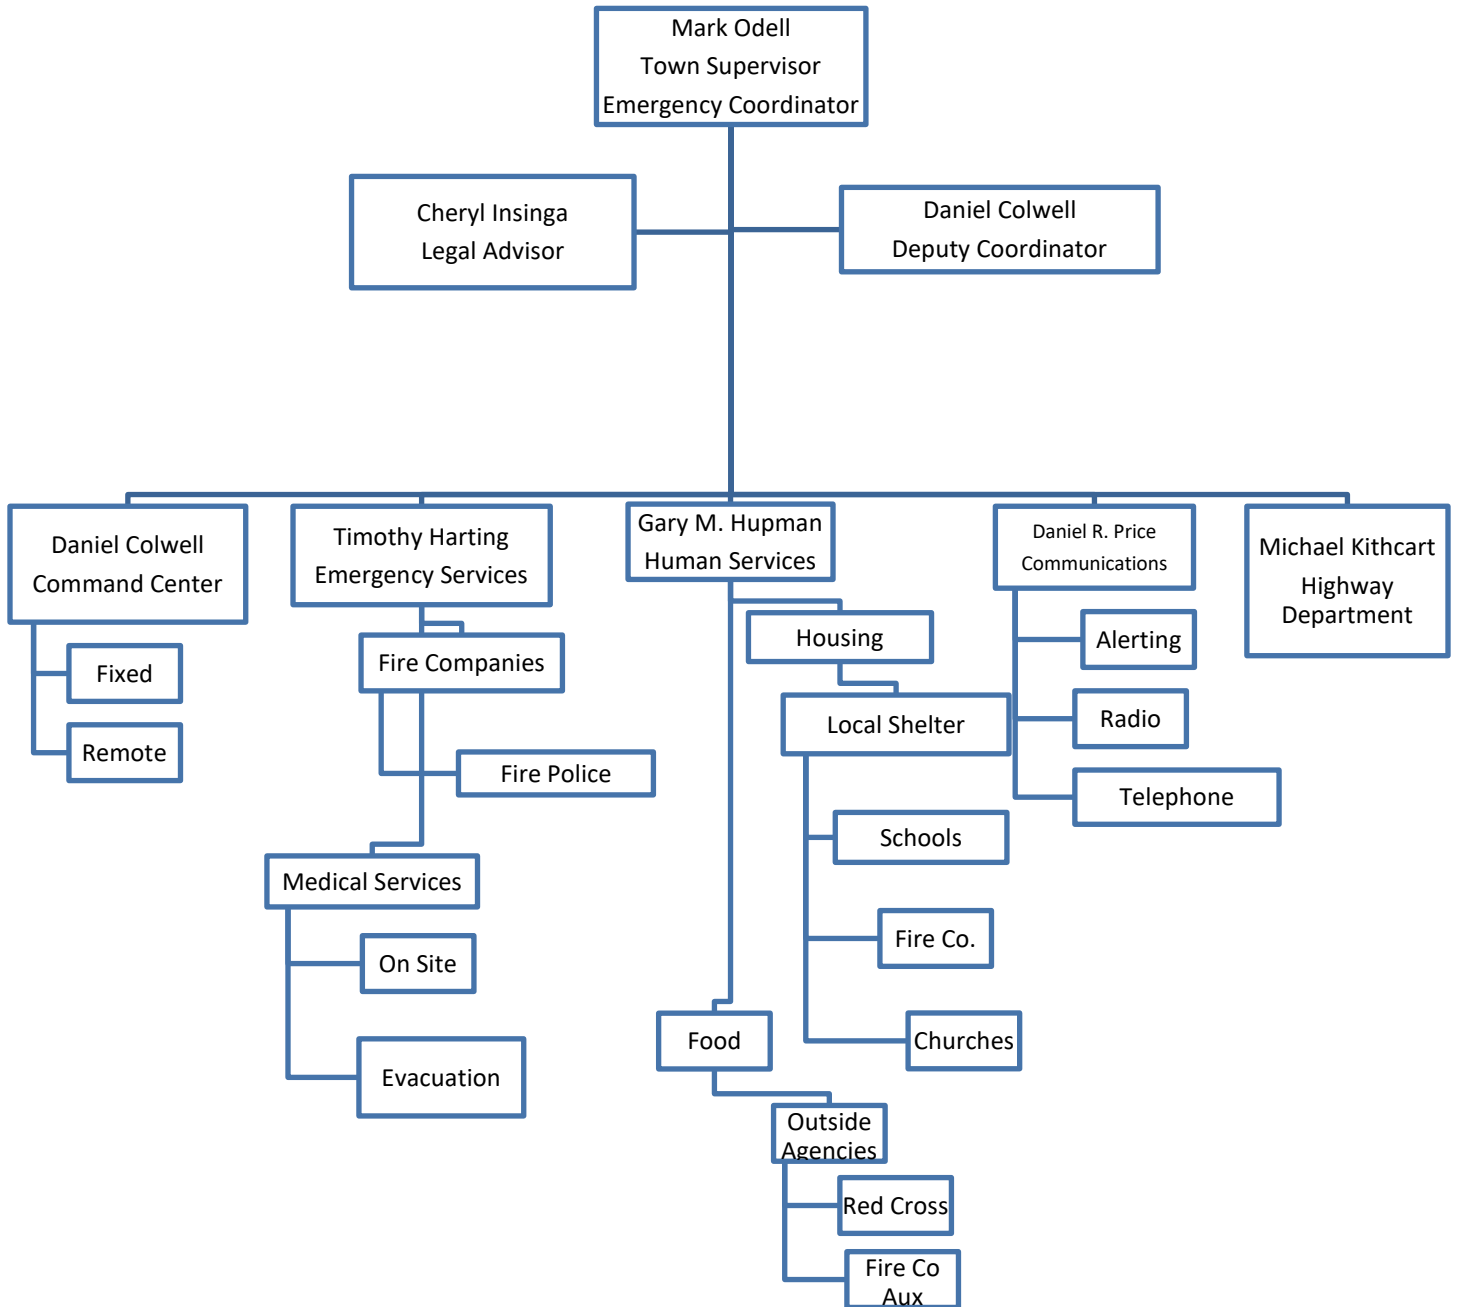 Mark Odell
Town Supervisor
Emergency Coordinator
Cheryl Insinga
Legal Advisor
Daniel Colwell
Deputy Coordinator
Daniel Colwell
Command Center
Fixed
Remote
Timothy Harting
Emergency Services
Fire Companies
Fire Police
Medical Services
On Site
Evacuation
Gary M. Hupman
Human Services
Housing
Local Shelter
Schools
Fire Co.
Churches
Food
Outside
Agencies
Red Cross
Fire Co
Aux
Daniel R. Price
Communications
Alerting
Radio
Telephone
Michael Kithcart
Highway
Department